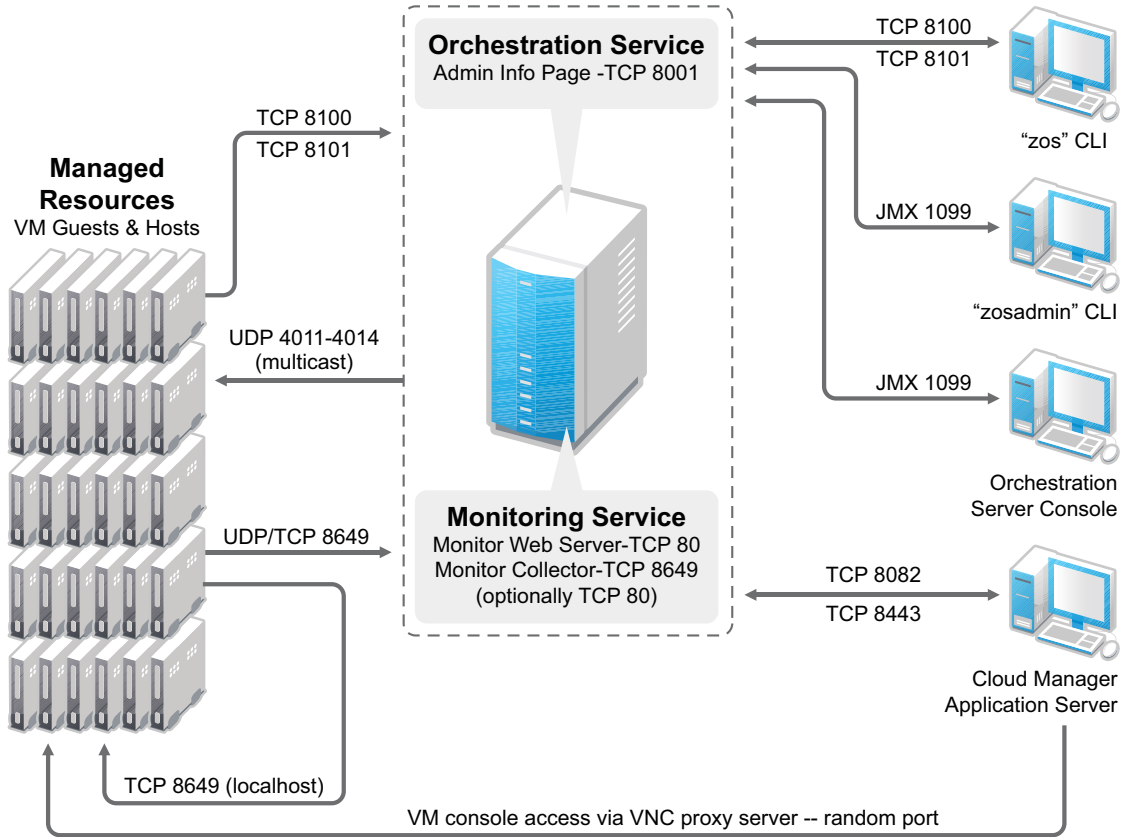 Orchestration Service
Admin Info Page -TCP 8001
TCP 8100
TCP 8101
“zos” CLI
TCP 8100
TCP 8101
Managed
Resources
VM Guests & Hosts
JMX 1099
“zosadmin” CLI
UDP 4011-4014
(multicast)
JMX 1099
Orchestration
Server Console
UDP/TCP 8649
Monitoring Service
Monitor Web Server-TCP 80
Monitor Collector-TCP 8649
(optionally TCP 80)
TCP 8082
TCP 8443
Cloud Manager
Application Server
TCP 8649 (localhost)
VM console access via VNC proxy server -- random port